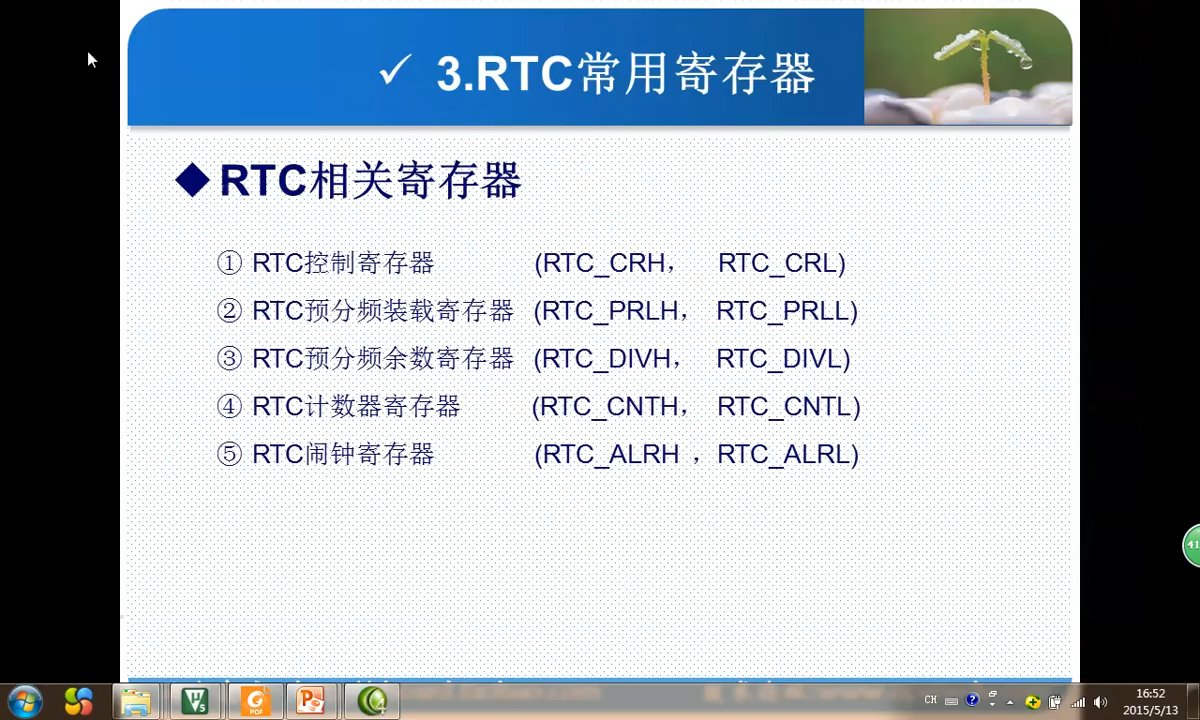 ✓ 3.RTC常用寄存器
◆RTC相关寄存器
① RTC控制寄存器 (RTC_CRH， RTC_CRL)
② RTC预分频装载寄存器 (RTC_PRLH， RTC_PRLL)
③ RTC预分频余数寄存器 (RTC_DIVH， RTC_DIVL)
④ RTC计数器寄存器 (RTC_CNTH， RTC_CNTL)
⑤ RTC闹钟寄存器 (RTC_ALRH ，RTC_ALRL)
41
CH
16:52
2015/5/13
PDF